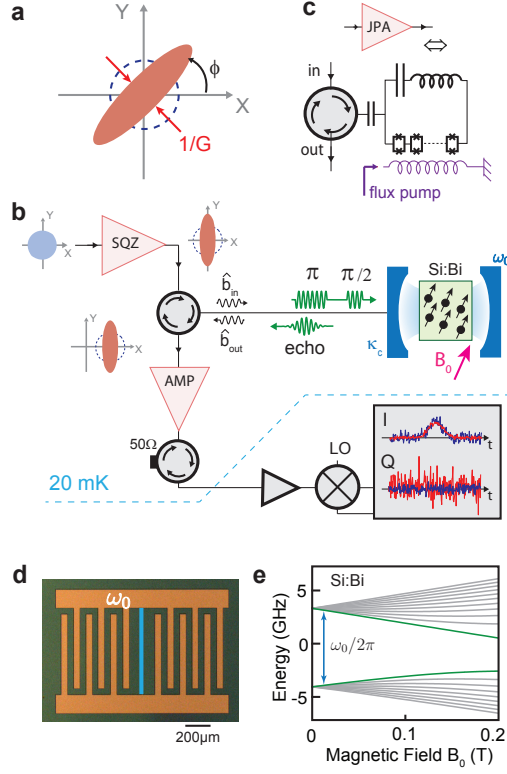 a
Y
X
ϕ
1/G
c
JPA
in
out
flux pump
b
Y
X
SQZ
Y
X
b̂in
b̂out
π
π/2
echo
Si:Bi
ω0
κc
B0
Y
X
AMP
50Ω
20 mK
LO
I
t
Q
t
d
ω0
200μm
e
Si:Bi
5
0
-5
ω0/2π
Energy (GHz)
0
0.1
0.2
Magnetic Field B0 (T)